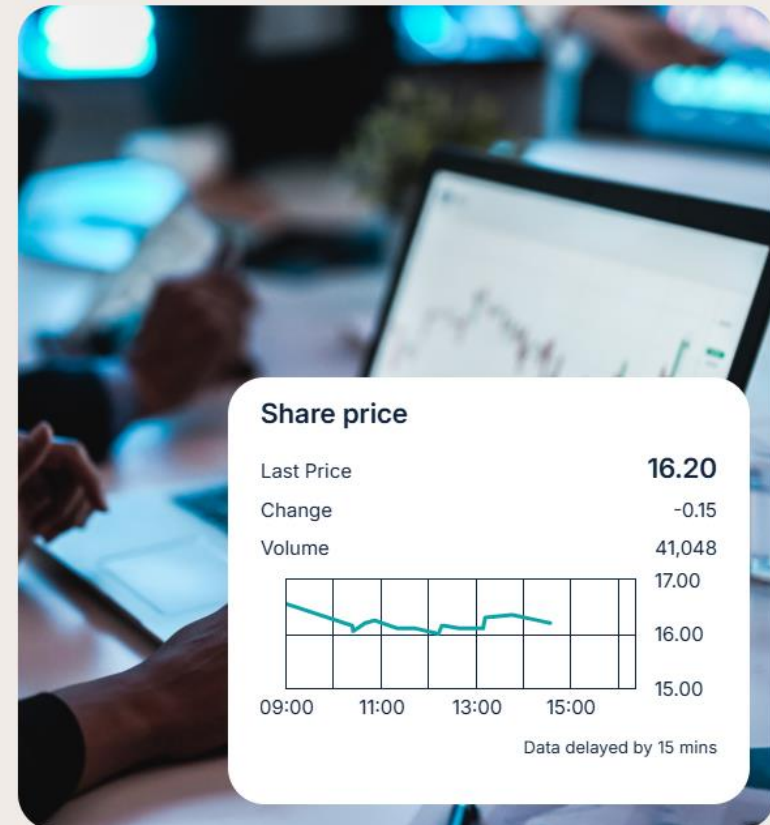 Share price
Last Price 16.20
Change -0.15
Volume 41,048
17.00
16.00
15.00
09:00 11:00 13:00 15:00
Data delayed by 15 mins